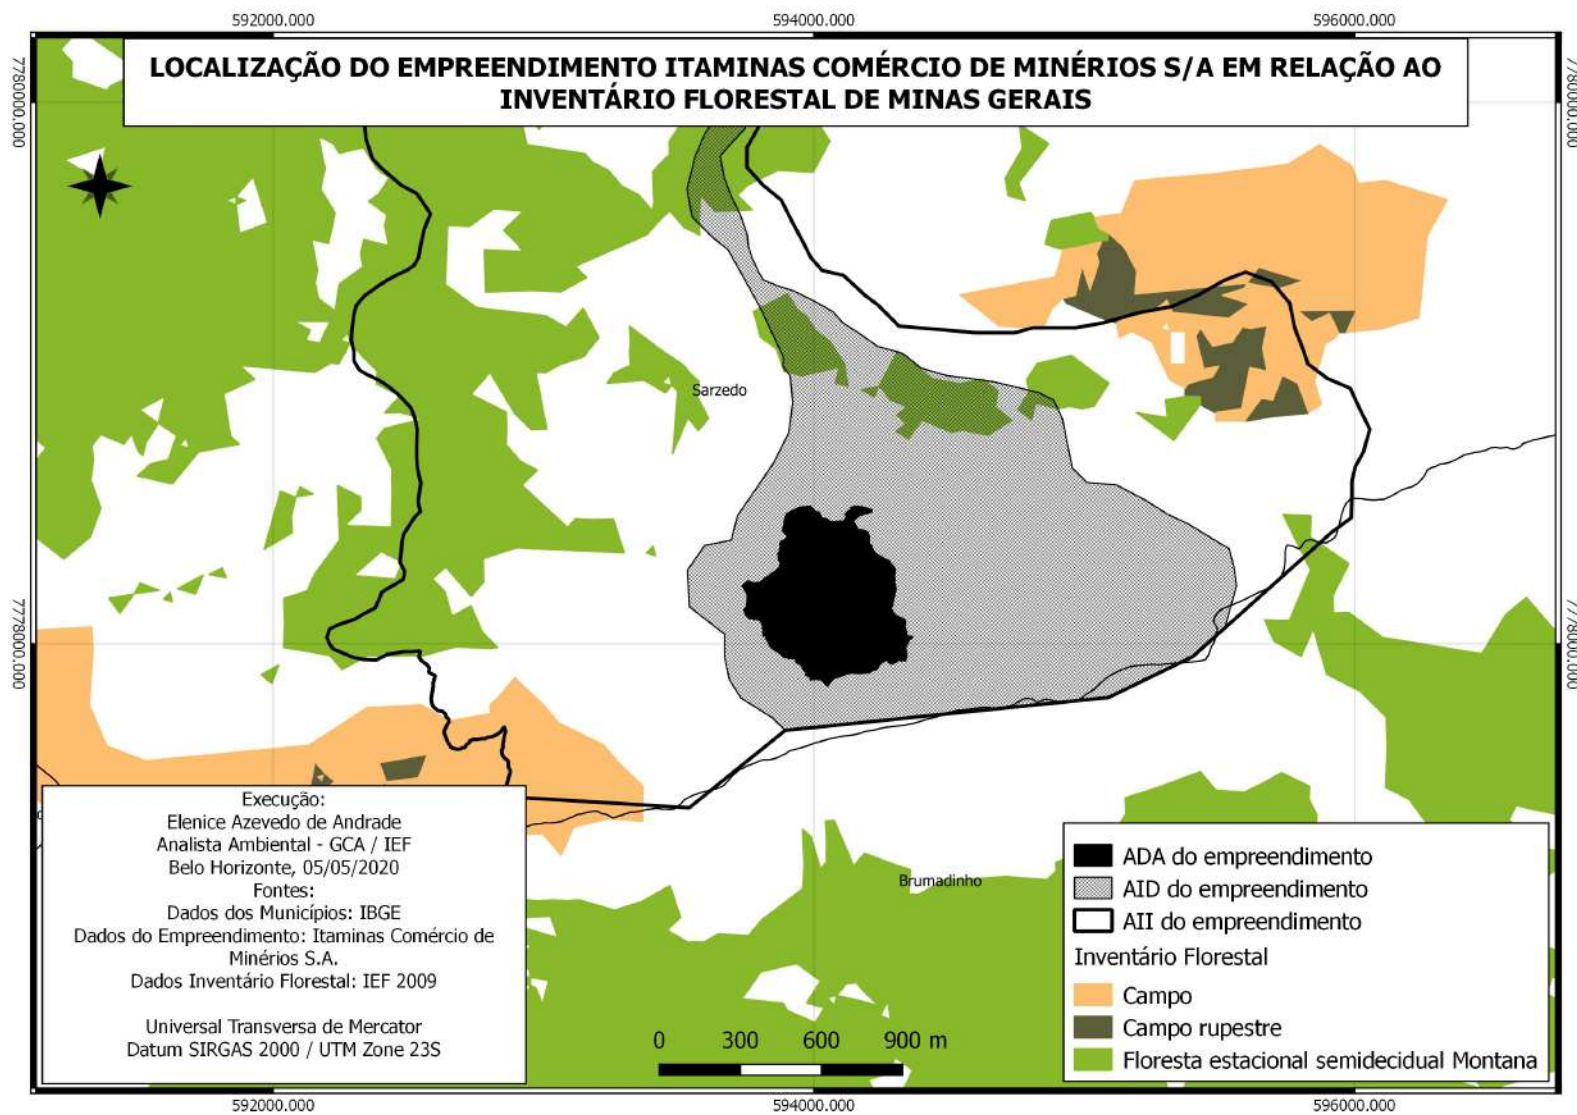 592000.000
594000.000
596000.000
LOCALIZAÇÃO DO EMPREENDIMENTO ITAMINAS COMÉRCIO DE MINÉRIOS S/A EM RELAÇÃO AO
INVENTÁRIO FLORESTAL DE MINAS GERAIS
7780000.000
7780000.000
Sarzedo
7778000.000
7778000.000
Execução:
Elenice Azevedo de Andrade
Analista Ambiental - GCA / IEF
Belo Horizonte, 05/05/2020
Fontes:
Dados dos Municípios: IBGE
Dados do Empreendimento: Itaminas Comércio de
Minérios S.A.
Dados Inventário Florestal: IEF 2009
Universal Transversa de Mercator
Datum SIRGAS 2000 / UTM Zone 23S
Brumadinho
0 300 600 900 m
ADA do empreendimento
AID do empreendimento
AII do empreendimento
Inventário Florestal
Campo
Campo rupestre
Floresta estacional semidecidual Montana
592000.000
594000.000
596000.000